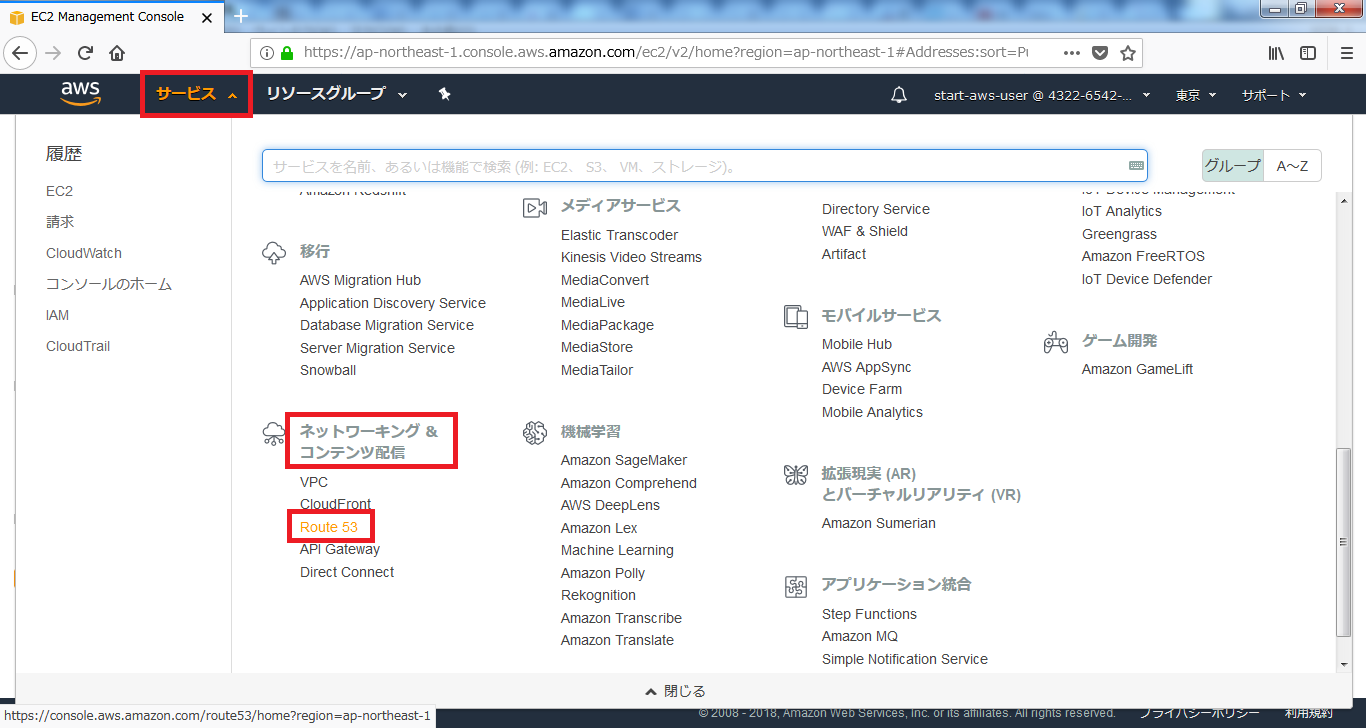 EC2 Management Console
https://ap-northeast-1.console.aws.amazon.com/ec2/v2/home?region=ap-northeast-1#Addresses:sort=Pu
aws
サービス
リソースグループ
start-aws-user @ 4322-6542-...
東京
サポート
履歴
EC2
請求
CloudWatch
コンソールのホーム
IAM
CloudTrail
サービスを名前、あるいは機能で検索 (例: EC2、 S3、 VM、ストレージ)。
グループ
A〜Z
Amazon Redshift
移行
AWS Migration Hub
Application Discovery Service
Database Migration Service
Server Migration Service
Snowball
ネットワーキング &
コンテンツ配信
VPC
CloudFront
Route 53
API Gateway
Direct Connect
メディアサービス
Elastic Transcoder
Kinesis Video Streams
MediaConvert
MediaLive
MediaPackage
MediaStore
MediaTailor
機械学習
Amazon SageMaker
Amazon Comprehend
AWS DeepLens
Amazon Lex
Machine Learning
Amazon Polly
Rekognition
Amazon Transcribe
Amazon Translate
Directory Service
WAF & Shield
Artifact
モバイルサービス
Mobile Hub
AWS AppSync
Device Farm
Mobile Analytics
拡張現実 (AR)
とバーチャルリアリティ (VR)
Amazon Sumerian
アプリケーション統合
Step Functions
Amazon MQ
Simple Notification Service
IoT Device Management
IoT Analytics
Greengrass
Amazon FreeRTOS
IoT Device Defender
ゲーム開発
Amazon GameLift
閉じる
https://console.aws.amazon.com/route53/home?region=ap-northeast-1
© 2008 - 2018, Amazon Web Services, Inc. or its affiliates. All rights reserved.
プライバシーポリシー
利用規約